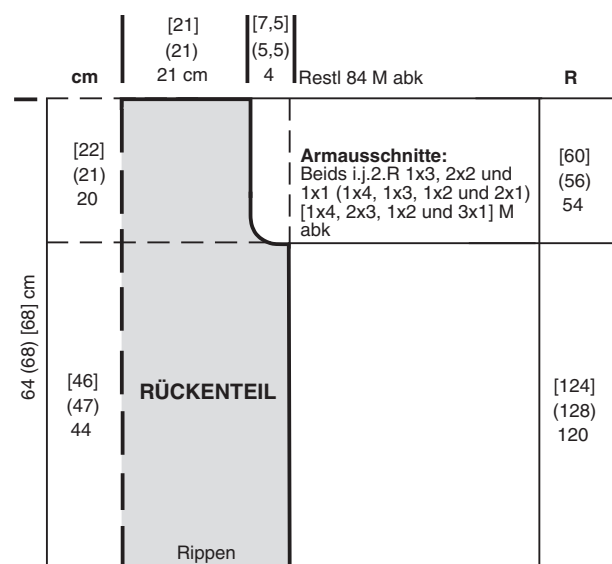 [21]
(21)
21 cm
[7,5]
(5,5)
4
cm
Restl 84 M abk
R
[22]
(21)
20
Armausschnitte:
Beids i.j.2.R 1x3, 2x2 und
1x1 (1x4, 1x3, 1x2 und 2x1)
[1x4, 2x3, 1x2 und 3x1] M
abk
[60]
(56)
54
64 (68) [68] cm
[46]
(47)
44
RÜCKENTEIL
[124]
(128)
120
Rippen